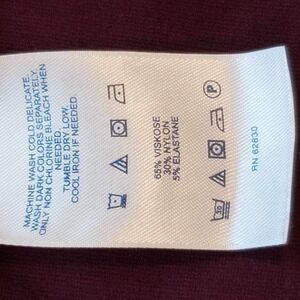 MACHINE WASH COLD DELICATE.
WASH DARK COLORS SEPARATELY.
ONLY NON CHLORINE BLEACH WHEN
NEEDED.
TUMBLE DRY LOW.
COOL IRON IF NEEDED.
65% VISKOSE
30% NYLON
5% ELASTANE
P
RN 62830